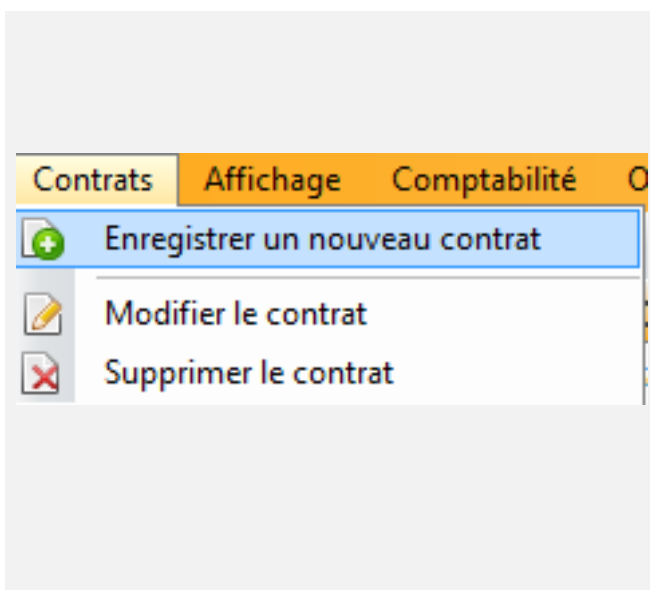 Contrats Affichage Comptabilité
Enregistrer un nouveau contrat
Modifier le contrat
Supprimer le contrat